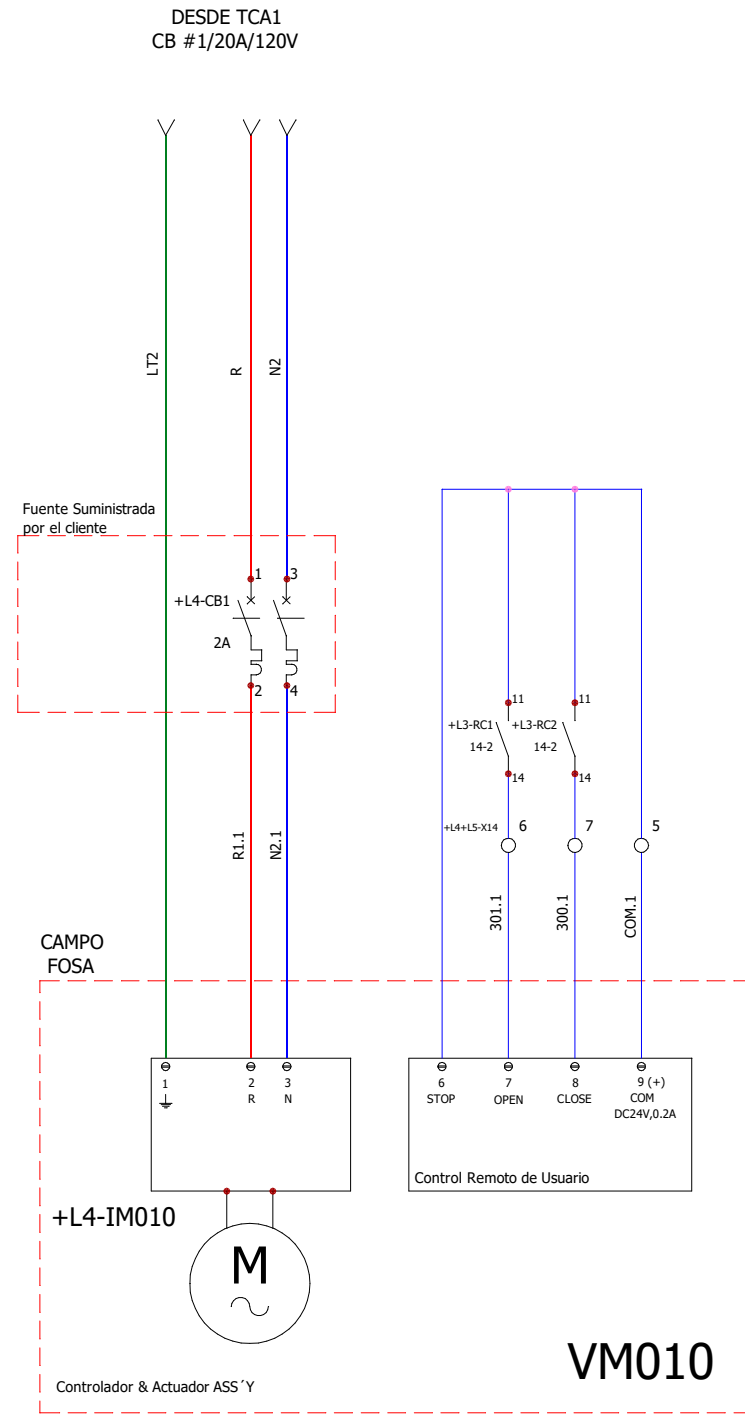 DESDE TCA1
CB #1/20A/120V
LT2
R
N2
Fuente Suministrada
por el cliente
1
3
+L4-CB1
2A
2
4
11
11
+L3-RC1
+L3-RC2
14-2
14-2
14
14
+L4+L5-X14
6
7
5
R1.1
N2.1
301.1
300.1
COM.1
CAMPO
FOSA
1
2
3
R
N
6
7
8
9 (+)
STOP
OPEN
CLOSE
COM
DC24V,0.2A
Control Remoto de Usuario
+L4-IM010
M
VM010
Controlador & Actuador ASS´Y